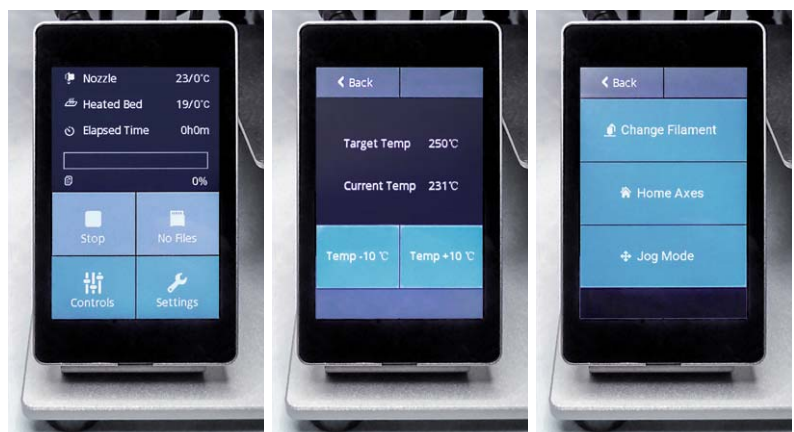 Nozzle 23/0°C
Heated Bed 19/0°C
Elapsed Time 0h0m
0%
Stop No Files
Controls Settings
Back
Target Temp 250°C
Current Temp 231°C
Temp -10 °C Temp +10 °C
Back
Change Filament
Home Axes
Jog Mode